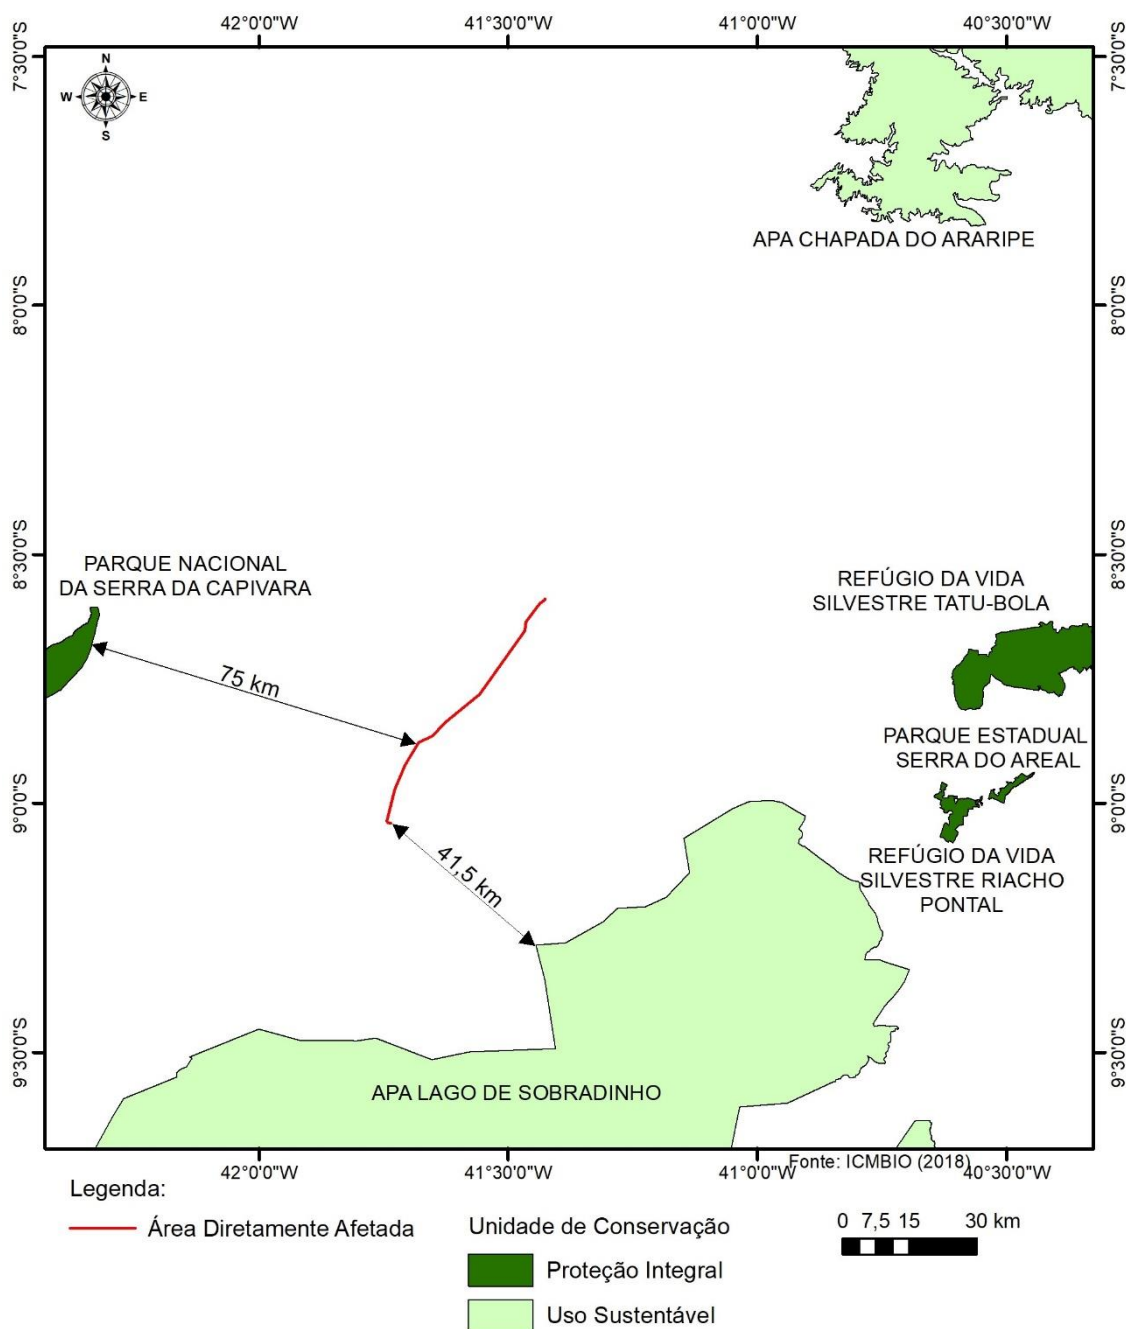 42°0'0"W
41°30'0"W
41°0'0"W
40°30'0"W
7°30'0"S
7°30'0"S
N
W
E
S
APA CHAPADA DO ARARIPE
8°0'0"S
8°0'0"S
8°30'0"S
8°30'0"S
PARQUE NACIONAL
DA SERRA DA CAPIVARA
REFÚGIO DA VIDA
SILVESTRE TATU-BOLA
75 km
PARQUE ESTADUAL
SERRA DO AREAL
9°0'0"S
9°0'0"S
41,5 km
REFÚGIO DA VIDA
SILVESTRE RIACHO
PONTAL
9°30'0"S
9°30'0"S
APA LAGO DE SOBRADINHO
42°0'0"W
41°30'0"W
41°0'0"W
40°30'0"W
Fonte: ICMBIO (2018)
Legenda:
Área Diretamente Afetada
Unidade de Conservação
Proteção Integral
Uso Sustentável
0 7,5 15 30 km